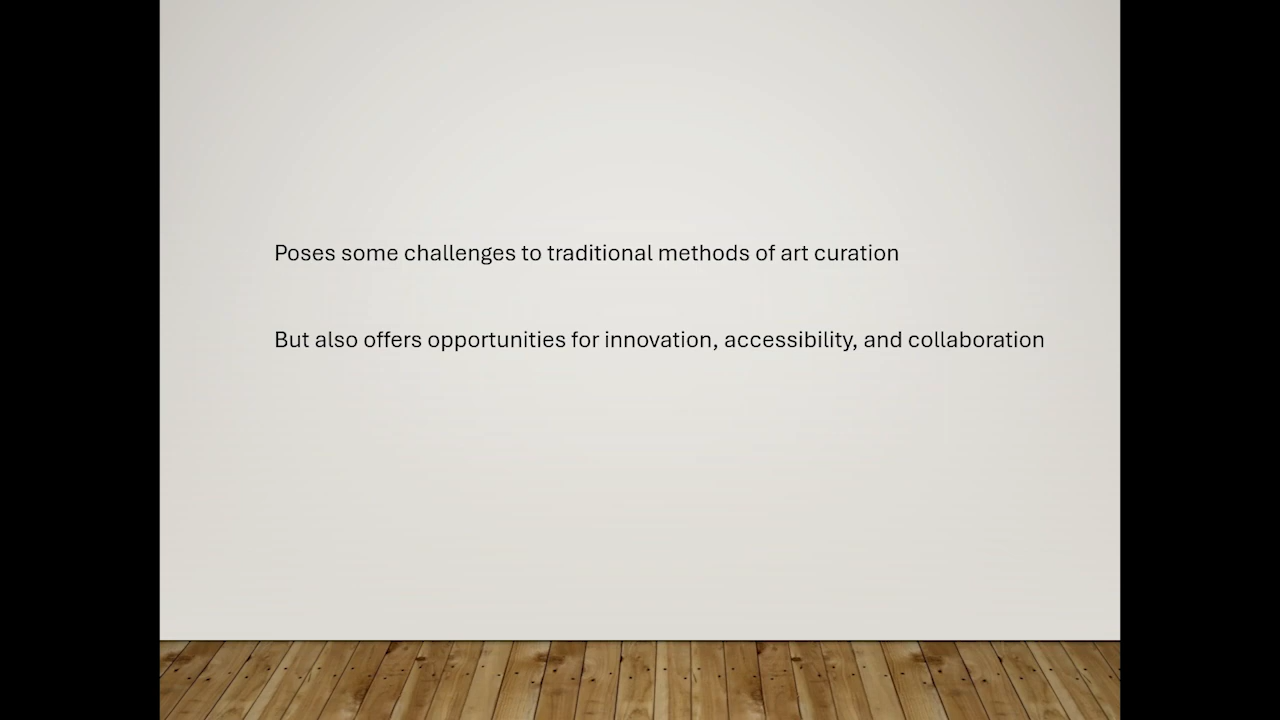 Poses some challenges to traditional methods of art curation
But also offers opportunities for innovation, accessibility, and collaboration